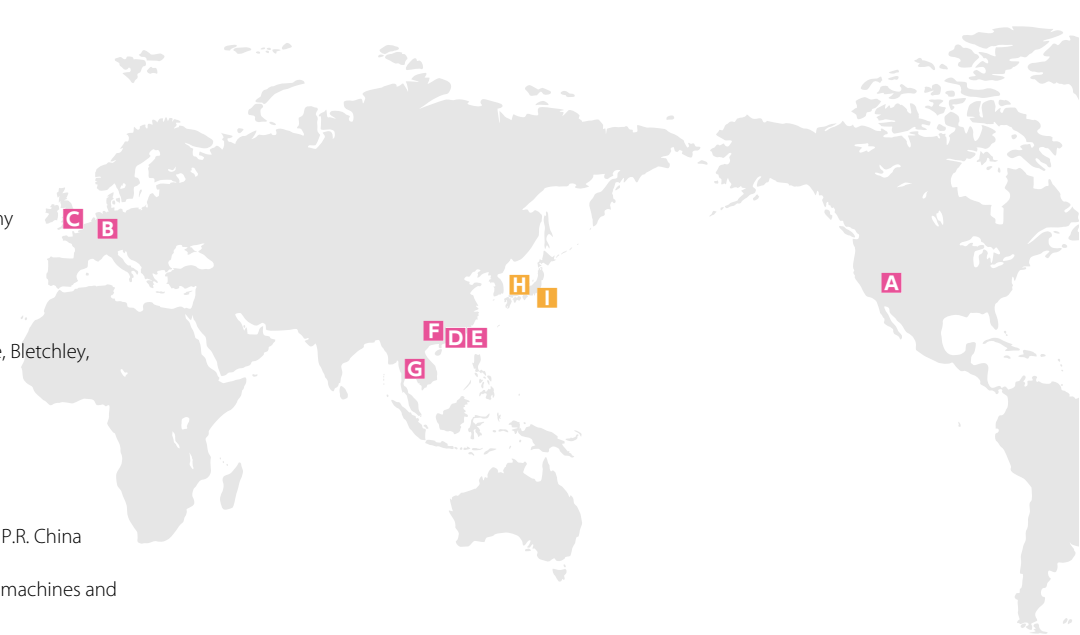 ny
C
B
A
H
I
F
D E
, Bletchley,
G
P.R. China
machines and